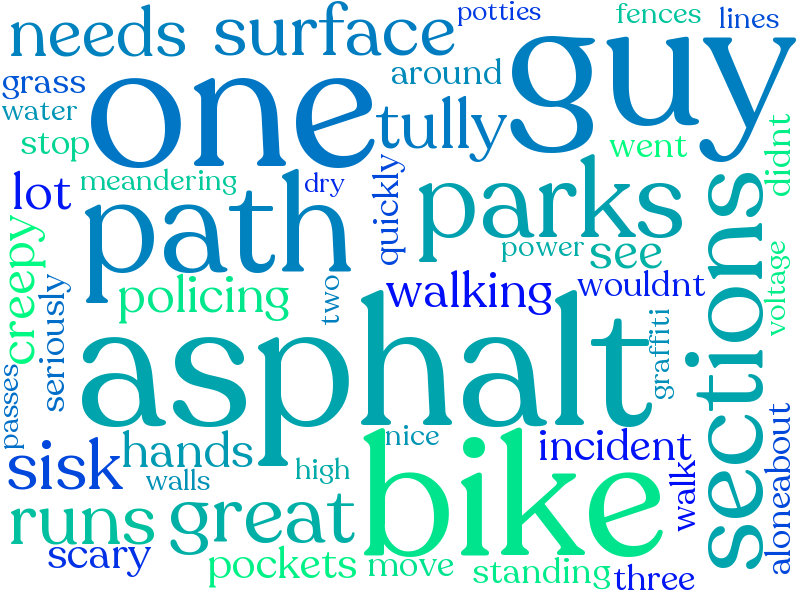 needs
surface
potties
fences
lines
grass
one
around
guy
water
tully
stop
went
didnt
lot
meandering
dry
quickly
parks
path
power
see
sections
creepy
policing
two
walking
wouldnt
voltage
seriously
asphalt
graffiti
passes
sisk
hands
nice
incident
walls
high
bike
walk
aloneabout
runs
great
scary
pockets
move
standing
three